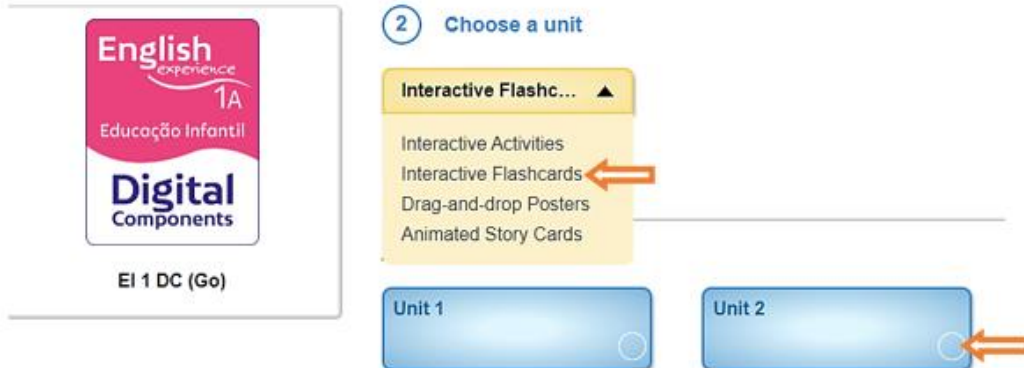 English
experience
1A
Educação Infantil
Digital
Components
EI 1 DC (Go)
2 Choose a unit
Interactive Flashc...
Interactive Activities
Interactive Flashcards
Drag-and-drop Posters
Animated Story Cards
Unit 1
Unit 2